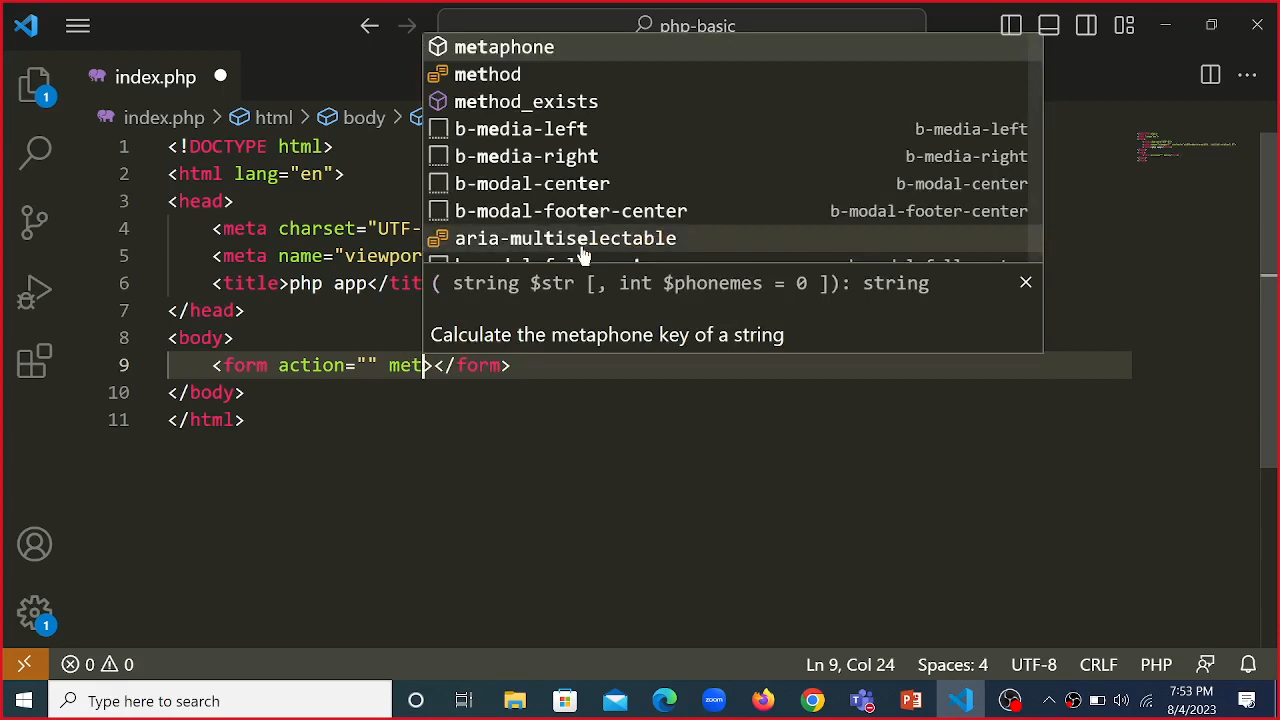 php-basic
index.php
1
index.php > html > body >
metaphone
method
method_exists
b-media-left b-media-left
b-media-right b-media-right
b-modal-center b-modal-center
b-modal-footer-center b-modal-footer-center
aria-multiselectable
( string $str [, int $phonemes = 0 ]): string
Calculate the metaphone key of a string
1 <!DOCTYPE html>
2 <html lang="en">
3 <head>
4 <meta charset="UTF-
5 <meta name="viewpor
6 <title>php app</tit
7 </head>
8 <body>
9 <form action="" met></form>
10 </body>
11 </html>
1
0 0 Ln 9, Col 24 Spaces: 4 UTF-8 CRLF PHP
Type here to search
zoom
7:53 PM
8/4/2023